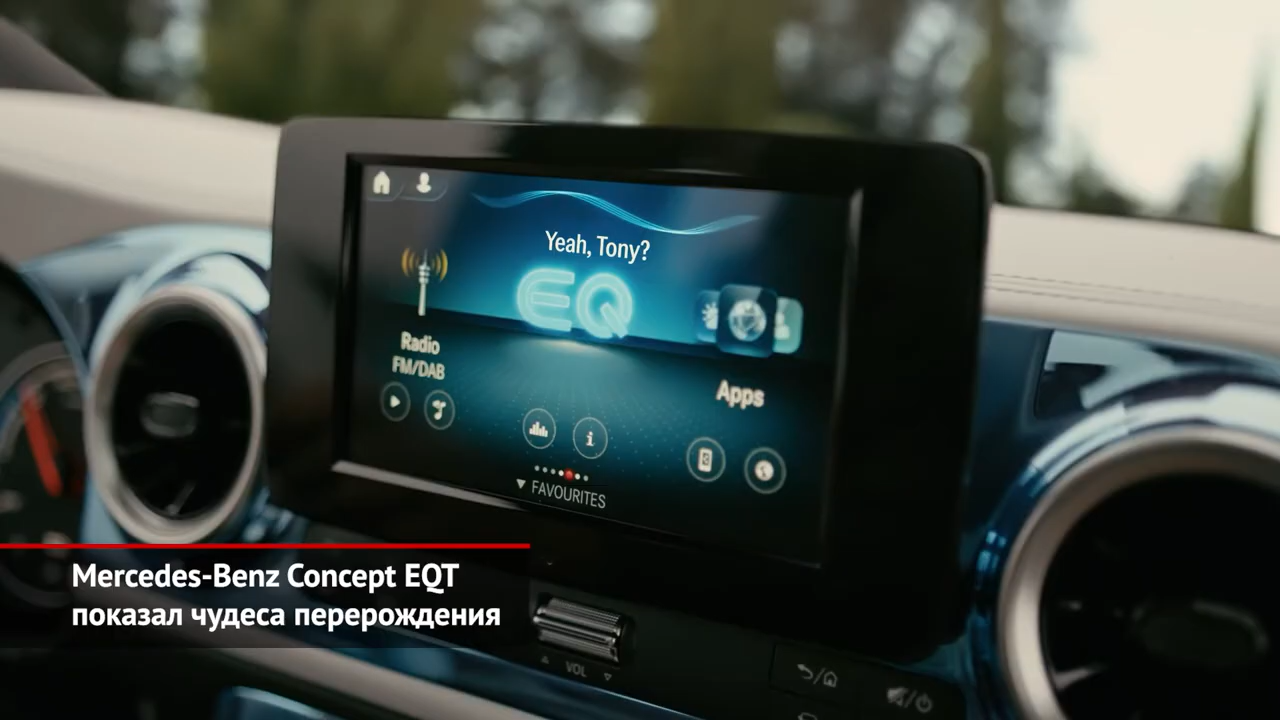 Yeah, Tony?
EQ
Radio
FM/DAB
Apps
FAVOURITES
Mercedes-Benz Concept EQT
показал чудеса перерождения
VOL